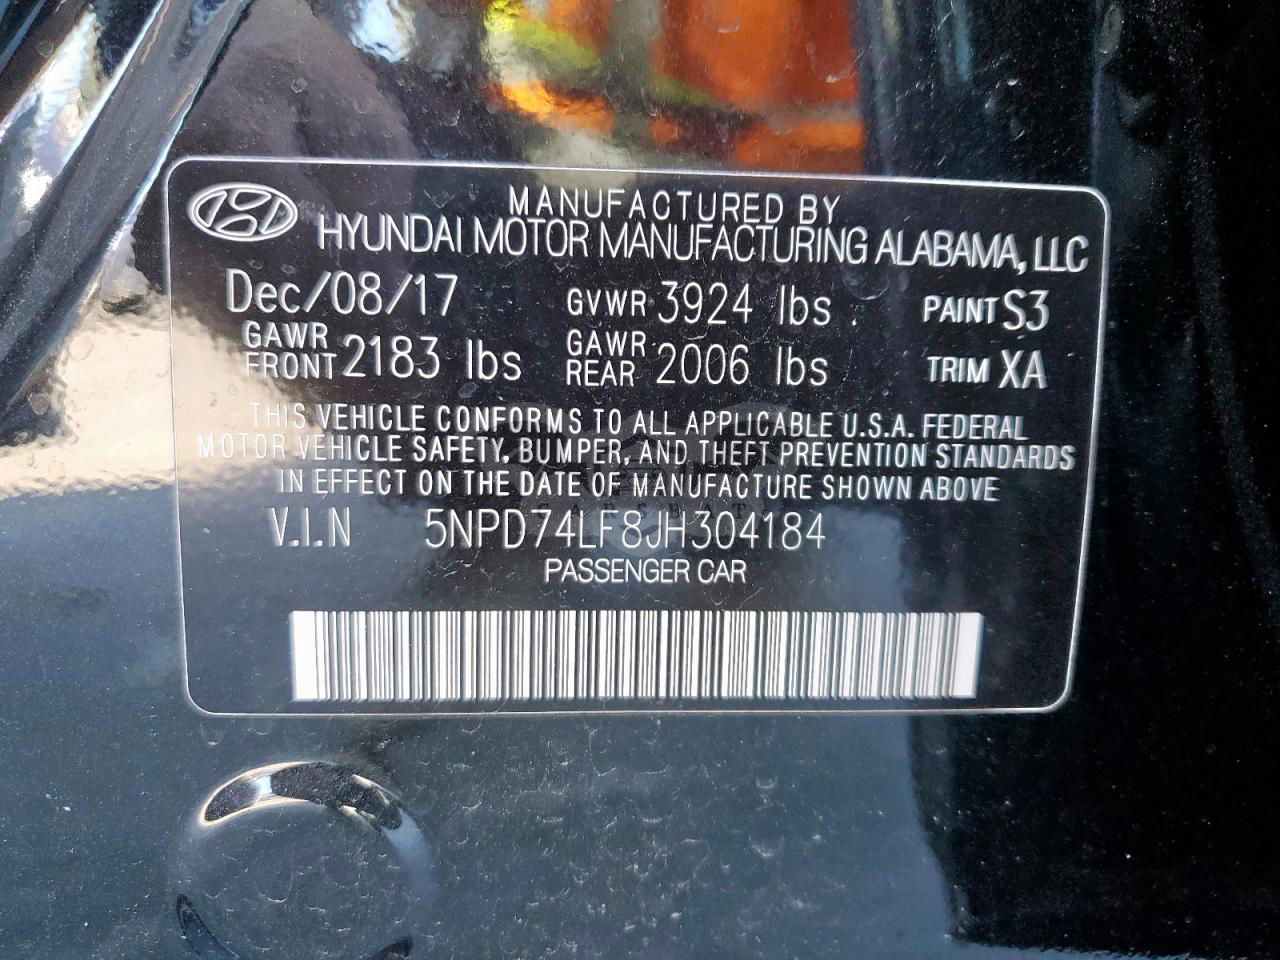 MANUFACTURED BY
HYUNDAI MOTOR MANUFACTURING ALABAMA, LLC
Dec/08/17 GVWR 3924 lbs. PAINT S3
GAWR FRONT 2183 lbs GAWR REAR 2006 lbs TRIM XA
THIS VEHICLE CONFORMS TO ALL APPLICABLE U.S.A. FEDERAL
MOTOR VEHICLE SAFETY, BUMPER, AND THEFT PREVENTION STANDARDS
IN EFFECT ON THE DATE OF MANUFACTURE SHOWN ABOVE
V.I.N 5NPD74LF8JH304184
PASSENGER CAR